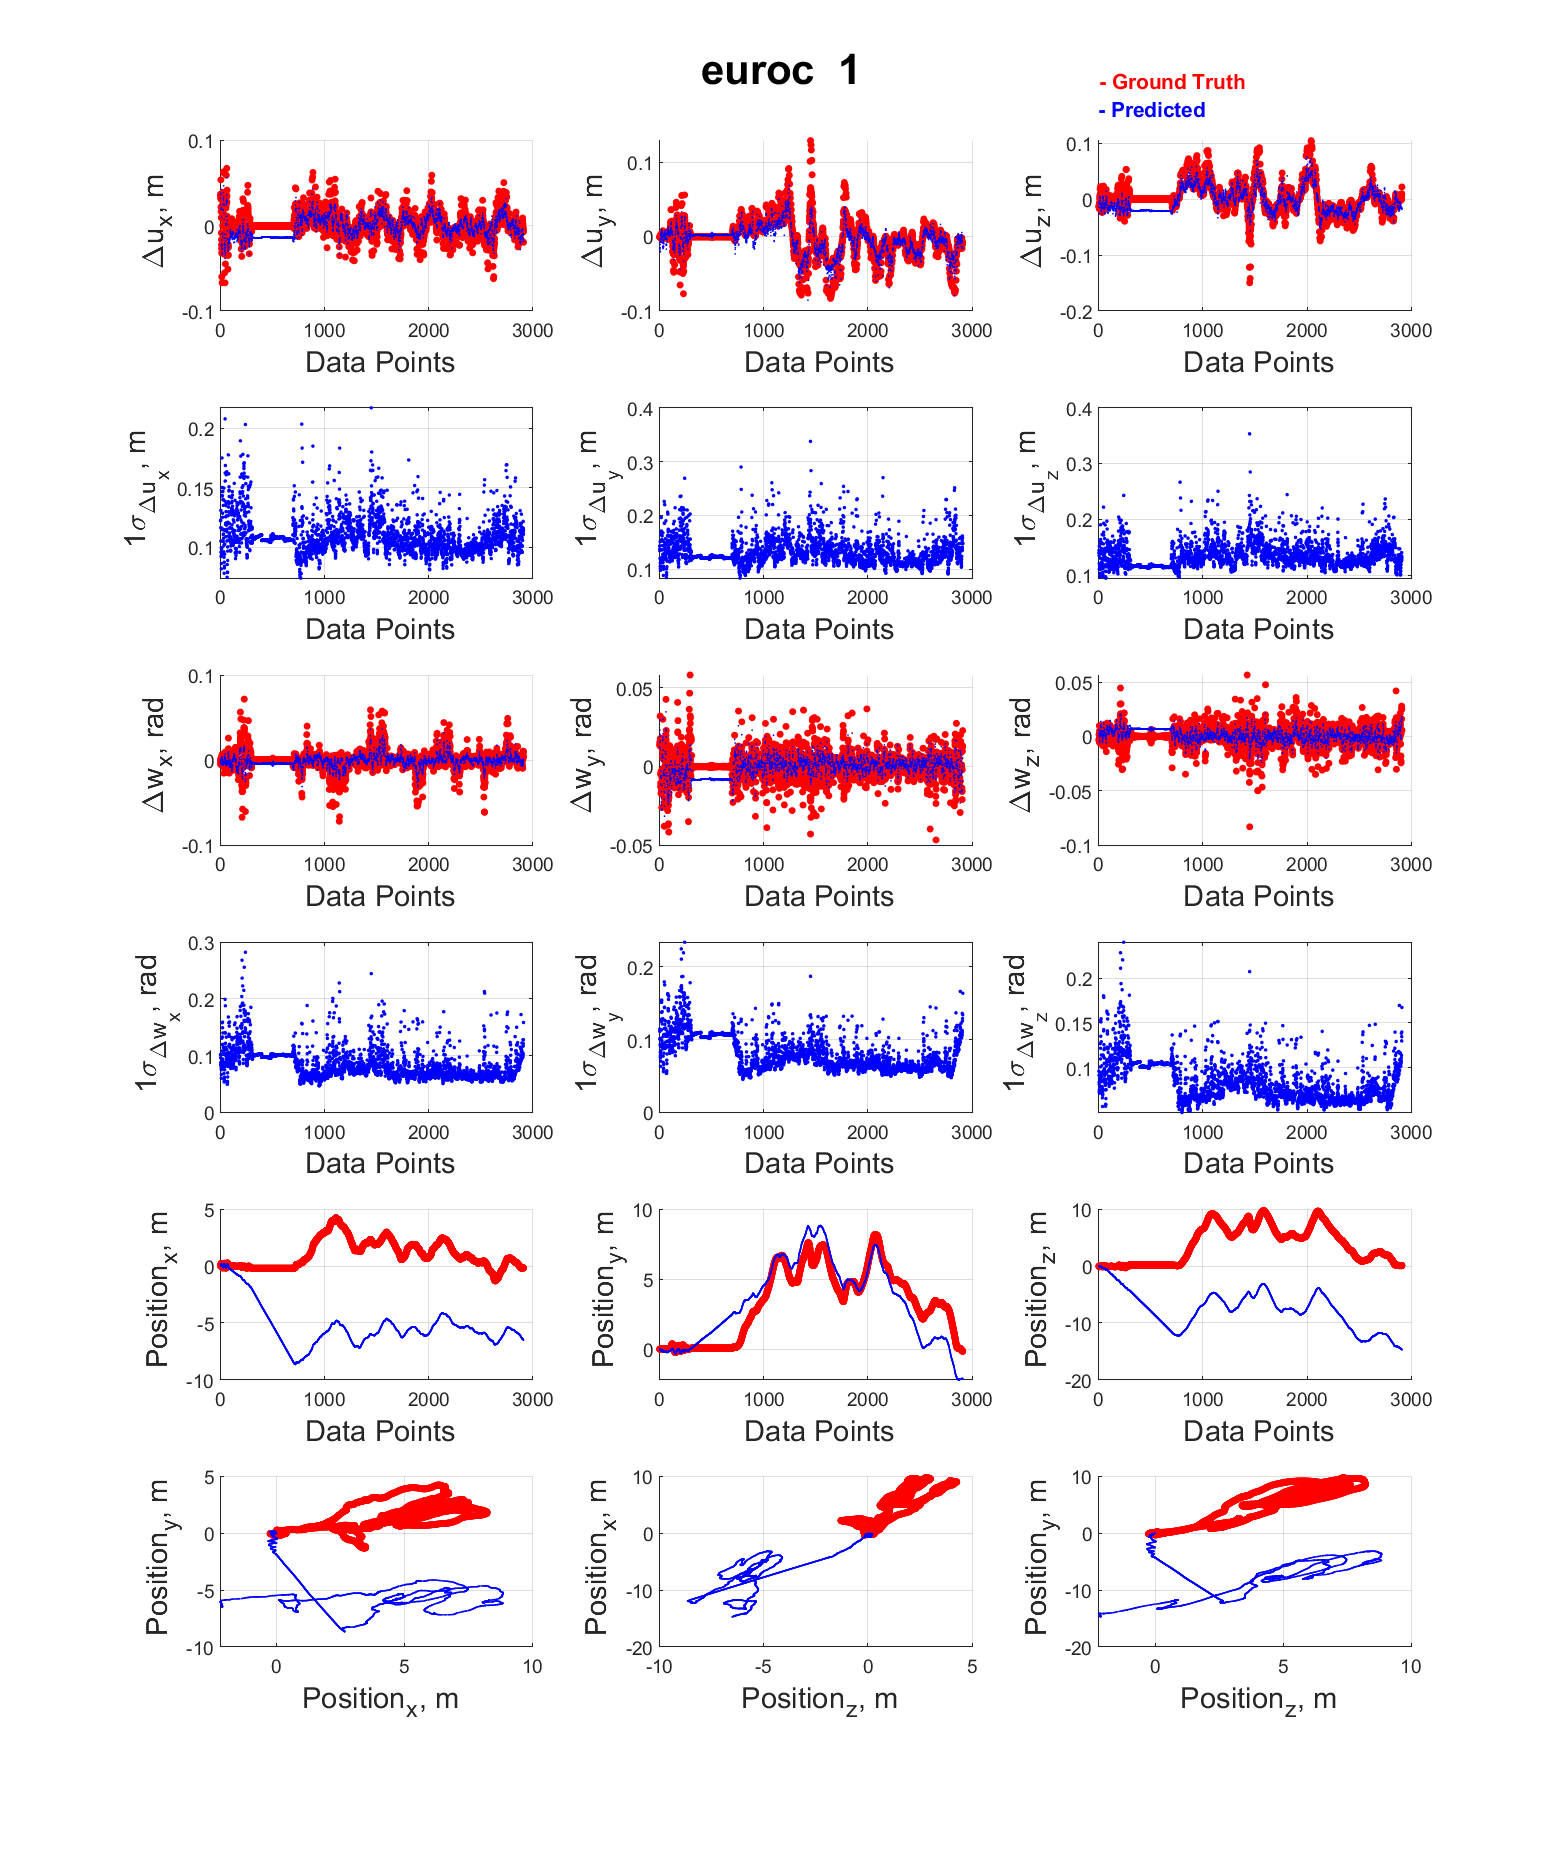 euroc 1
- Ground Truth
- Predicted
Δu_x, m
0.1
0
-0.1
0 1000 2000 3000
Data Points
Δu_y, m
0.1
0
-0.1
0 1000 2000 3000
Data Points
Δu_z, m
0.1
0
-0.1
-0.2
0 1000 2000 3000
Data Points
1σ_Δu_x, m
0.2
0.15
0.1
0 1000 2000 3000
Data Points
1σ_Δu_y, m
0.4
0.3
0.2
0.1
0 1000 2000 3000
Data Points
1σ_Δu_z, m
0.4
0.3
0.2
0.1
0 1000 2000 3000
Data Points
Δw_x, rad
0.1
0
-0.1
0 1000 2000 3000
Data Points
Δw_y, rad
0.05
0
-0.05
0 1000 2000 3000
Data Points
Δw_z, rad
0.05
0
-0.05
-0.1
0 1000 2000 3000
Data Points
1σ_Δw_x, rad
0.3
0.2
0.1
0
0 1000 2000 3000
Data Points
1σ_Δw_y, rad
0.2
0.1
0
0 1000 2000 3000
Data Points
1σ_Δw_z, rad
0.2
0.15
0.1
0 1000 2000 3000
Data Points
Position_x, m
5
0
-5
-10
0 1000 2000 3000
Data Points
Position_y, m
10
5
0
0 1000 2000 3000
Data Points
Position_z, m
10
0
-10
-20
0 1000 2000 3000
Data Points
Position_y, m
5
0
-5
-10
0 5 10
Position_x, m
Position_x, m
10
0
-10
-20
-10 -5 0 5
Position_z, m
Position_y, m
10
0
-10
-20
0 5 10
Position_z, m